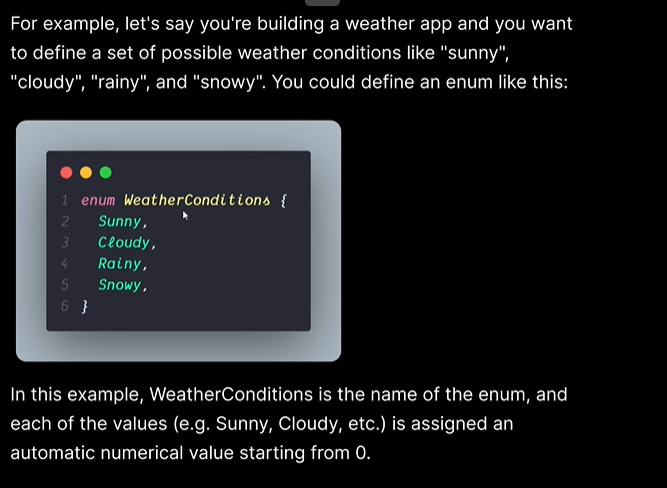 For example, let's say you're building a weather app and you want
to define a set of possible weather conditions like "sunny",
"cloudy", "rainy", and "snowy". You could define an enum like this:
1 enum WeatherConditions {
2   Sunny,
3   Cloudy,
4   Rainy,
5   Snowy,
6 }
In this example, WeatherConditions is the name of the enum, and
each of the values (e.g. Sunny, Cloudy, etc.) is assigned an
automatic numerical value starting from 0.